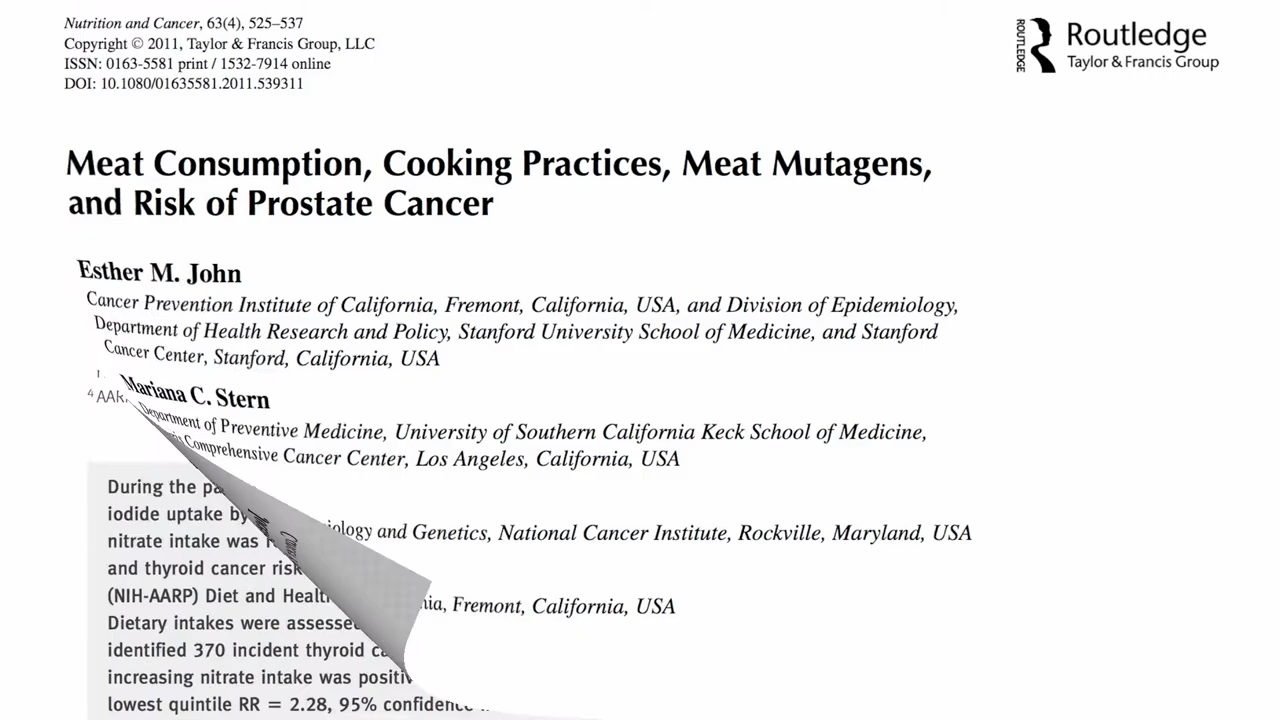 Nutrition and Cancer, 63(4), 525–537
Copyright © 2011, Taylor & Francis Group, LLC
ISSN: 0163-5581 print / 1532-7914 online
DOI: 10.1080/01635581.2011.539311
ROUTLEDGE
Routledge
Taylor & Francis Group
Meat Consumption, Cooking Practices, Meat Mutagens,
and Risk of Prostate Cancer
Esther M. John
Cancer Prevention Institute of California, Fremont, California, USA, and Division of Epidemiology,
Department of Health Research and Policy, Stanford University School of Medicine, and Stanford
Cancer Center, Stanford, California, USA
Mariana C. Stern
Department of Preventive Medicine, University of Southern California Keck School of Medicine,
Comprehensive Cancer Center, Los Angeles, California, USA
and Genetics, National Cancer Institute, Rockville, Maryland, USA
Fremont, California, USA
4 AARP
During the
iodide uptake by
nitrate intake was
and thyroid cancer risk
(NIH-AARP) Diet and
Dietary intakes were
identified 370 incident thyroid
increasing nitrate intake was
lowest quintile RR = 2.28, 95%